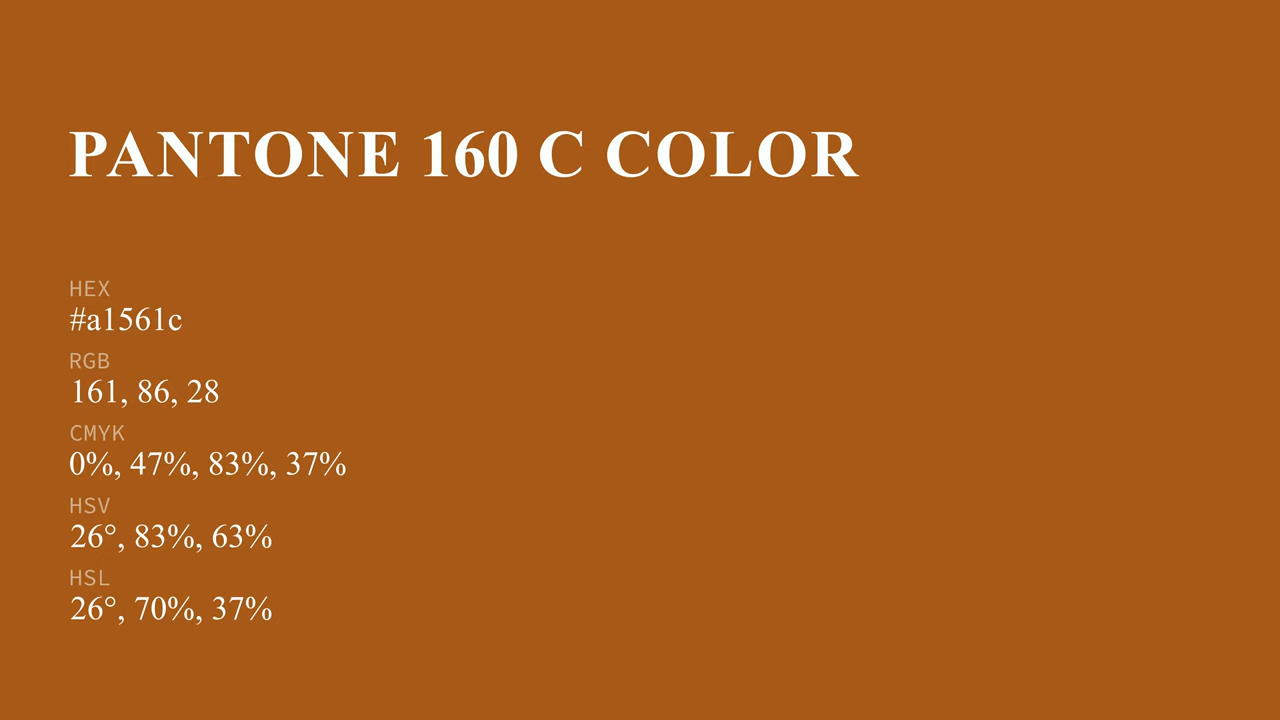 PANTONE 160 C COLOR
HEX
#a1561c
RGB
161, 86, 28
CMYK
0%, 47%, 83%, 37%
HSV
26°, 83%, 63%
HSL
26°, 70%, 37%